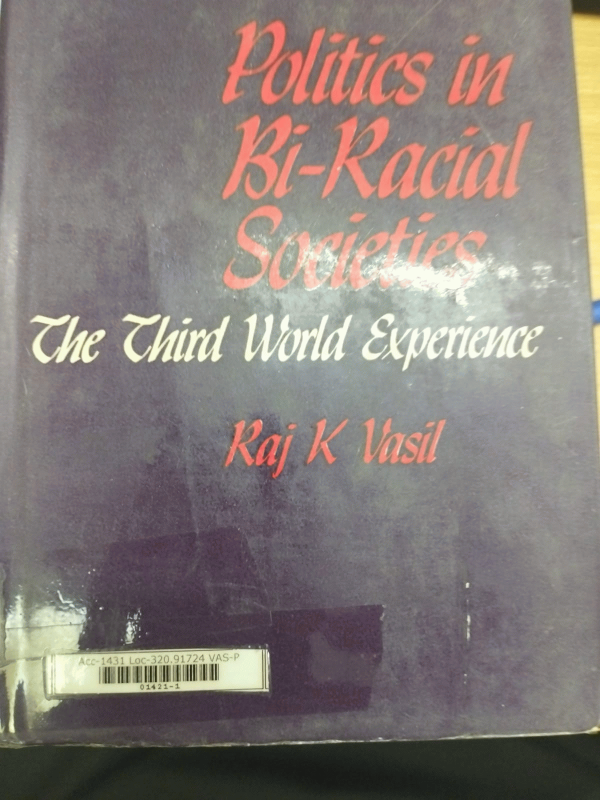 Politics in
Bi-Racial
Societies
The Third World Experience
Raj K Vasil
Acc-1431 Loc-320.91724 VAS-P
01421-1